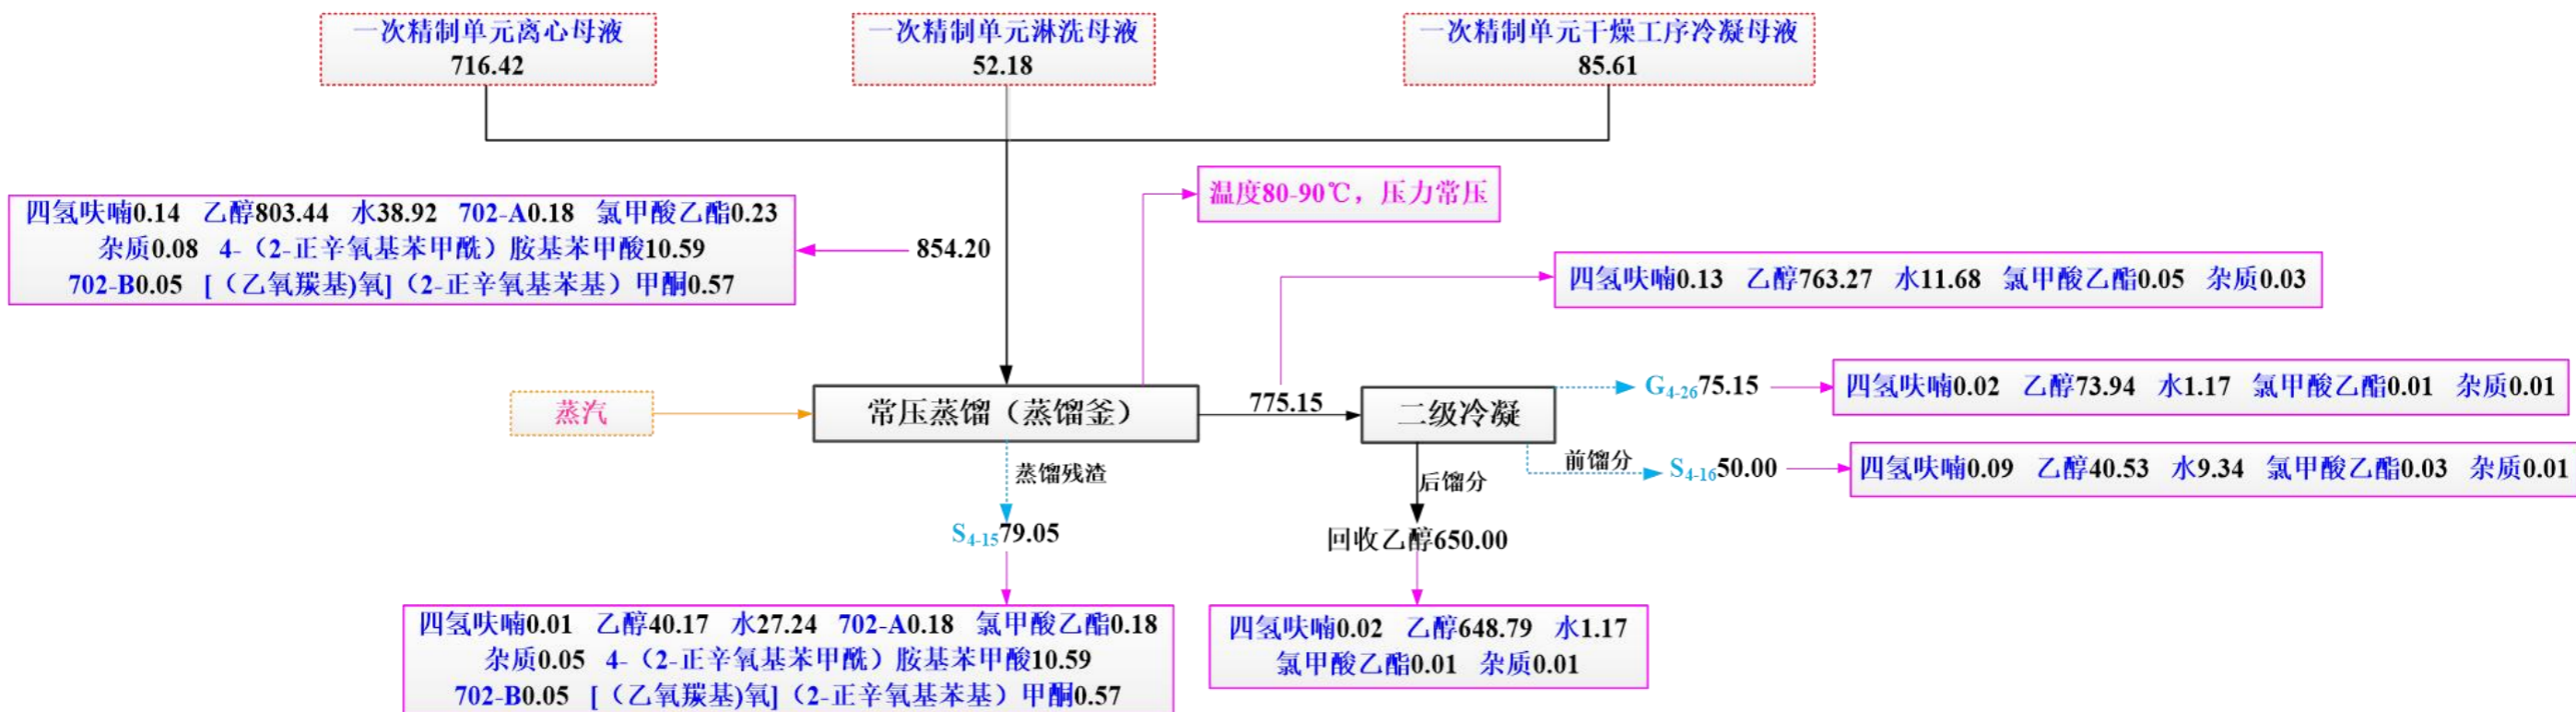 一次精制单元离心母液
716.42
一次精制单元淋洗母液
52.18
一次精制单元干燥工序冷凝母液
85.61
温度80-90℃，压力常压
四氢呋喃0.14 乙醇803.44 水38.92 702-A0.18 氯甲酸乙酯0.23
杂质0.08 4-（2-正辛氧基苯甲酰）胺基苯甲酸10.59
702-B0.05 [（乙氧羰基)氧]（2-正辛氧基苯基）甲酮0.57
854.20
四氢呋喃0.13 乙醇763.27 水11.68 氯甲酸乙酯0.05 杂质0.03
蒸汽
常压蒸馏（蒸馏釜）
775.15
二级冷凝
G4-2675.15
四氢呋喃0.02 乙醇73.94 水1.17 氯甲酸乙酯0.01 杂质0.01
前馏分
S4-1650.00
四氢呋喃0.09 乙醇40.53 水9.34 氯甲酸乙酯0.03 杂质0.01
蒸馏残渣
后馏分
S4-1579.05
回收乙醇650.00
四氢呋喃0.01 乙醇40.17 水27.24 702-A0.18 氯甲酸乙酯0.18
杂质0.05 4-（2-正辛氧基苯甲酰）胺基苯甲酸10.59
702-B0.05 [（乙氧羰基)氧]（2-正辛氧基苯基）甲酮0.57
四氢呋喃0.02 乙醇648.79 水1.17
氯甲酸乙酯0.01 杂质0.01